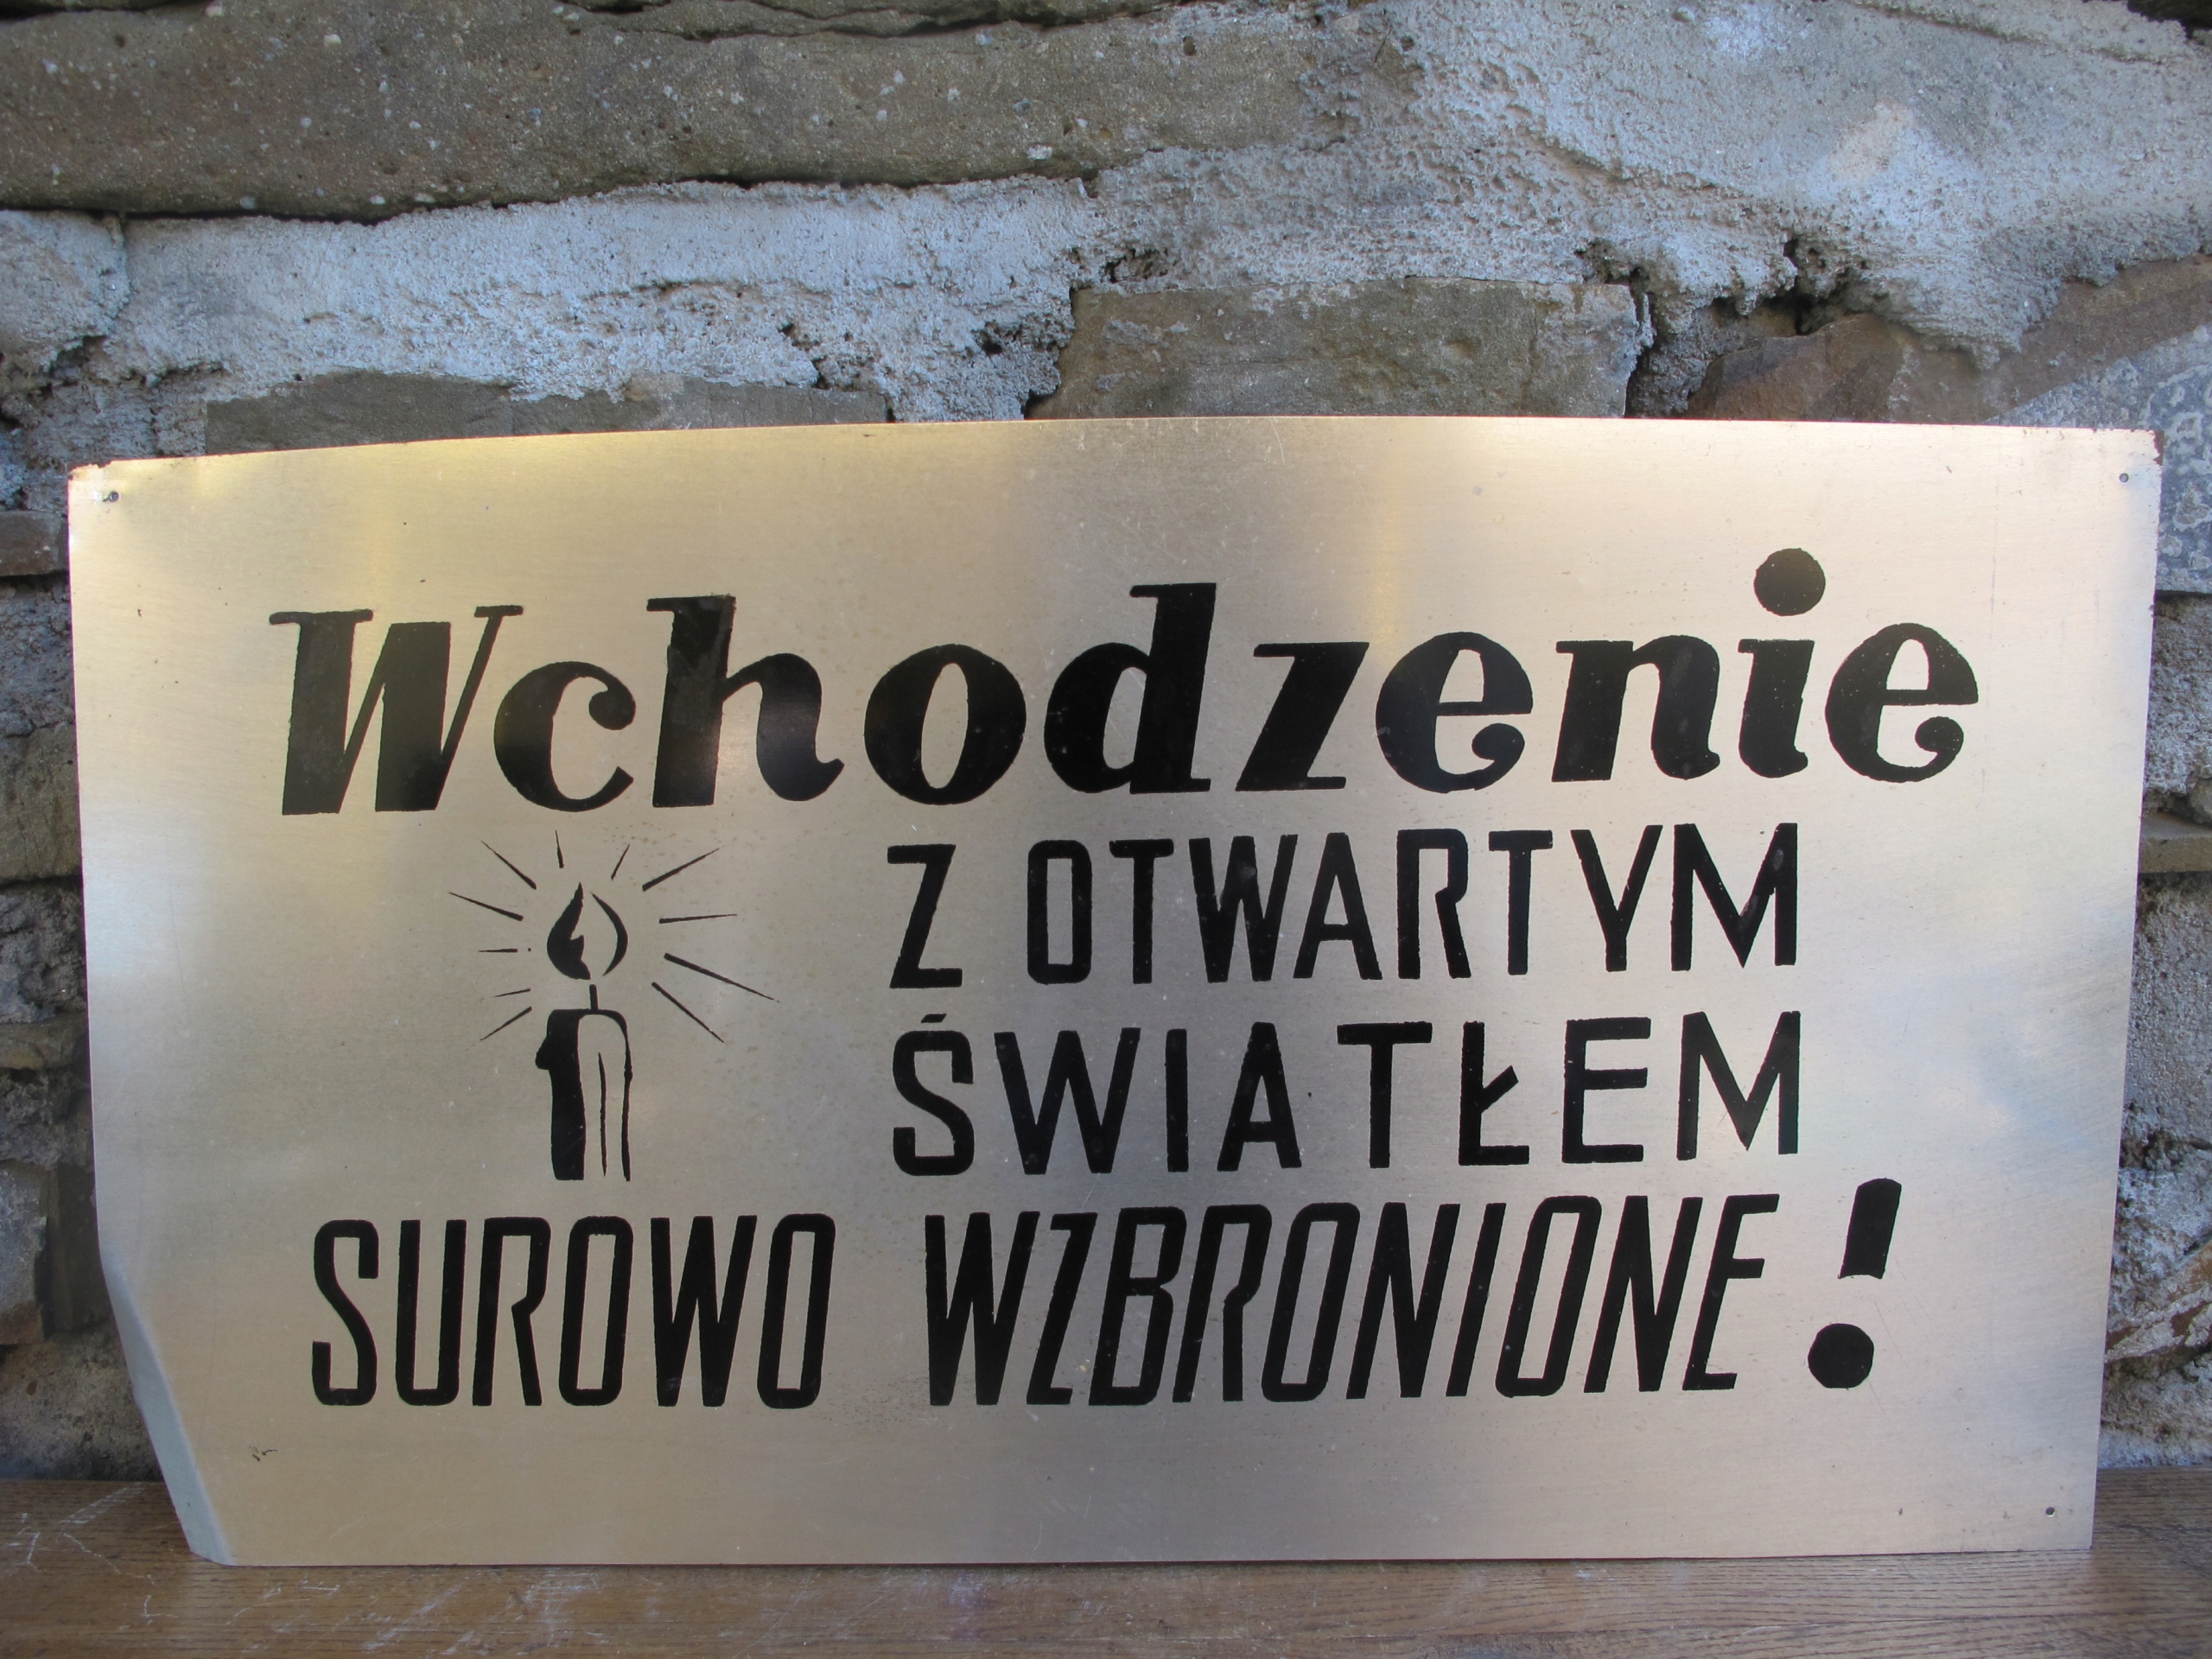 Wchodzenie
Z OTWARTYM
ŚWIATŁEM
SUROWO WZBRONIONE!